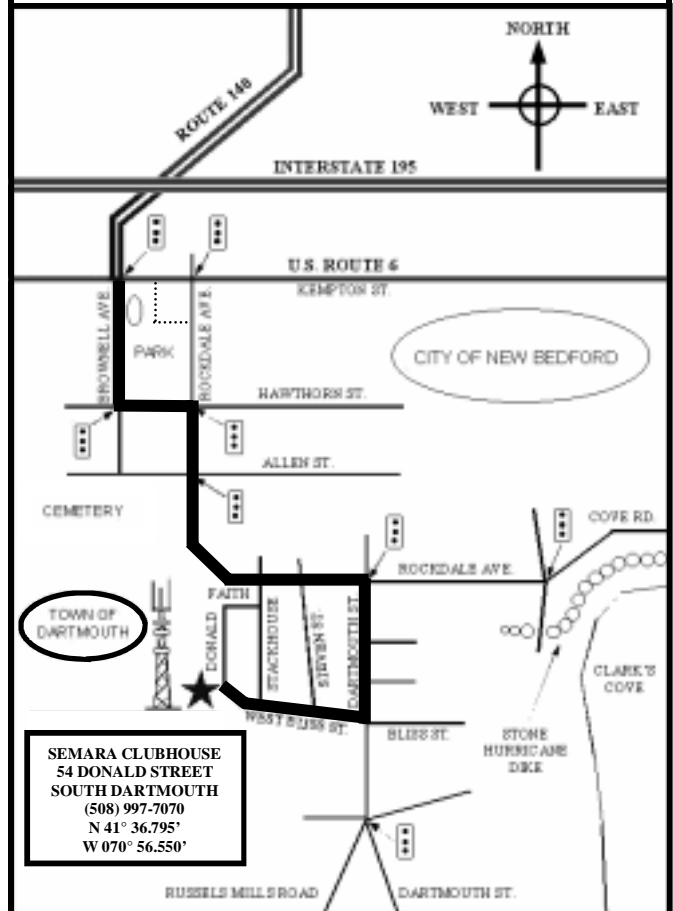 NORTH
WEST
EAST
ROUTE 140
INTERSTATE 195
U.S. ROUTE 6
KEMPTON ST.
BROWNELL AVE.
PARK
ROCKDALE AVE.
CITY OF NEW BEDFORD
HAWTHORN ST.
ALLEN ST.
CEMETERY
COVE RD.
ROCKDALE AVE.
FAITH
TOWN OF
DARTMOUTH
DONALD
STACKHOUSE
STEVEN ST.
DARTMOUTH ST.
CLARK'S
COVE
WEST BLISS ST.
BLISS ST.
STONE
HURRICANE
DIKE
SEMARA CLUBHOUSE
54 DONALD STREET
SOUTH DARTMOUTH
(508) 997-7070
N 41° 36.795’
W 070° 56.550’
RUSSELS MILLS ROAD
DARTMOUTH ST.